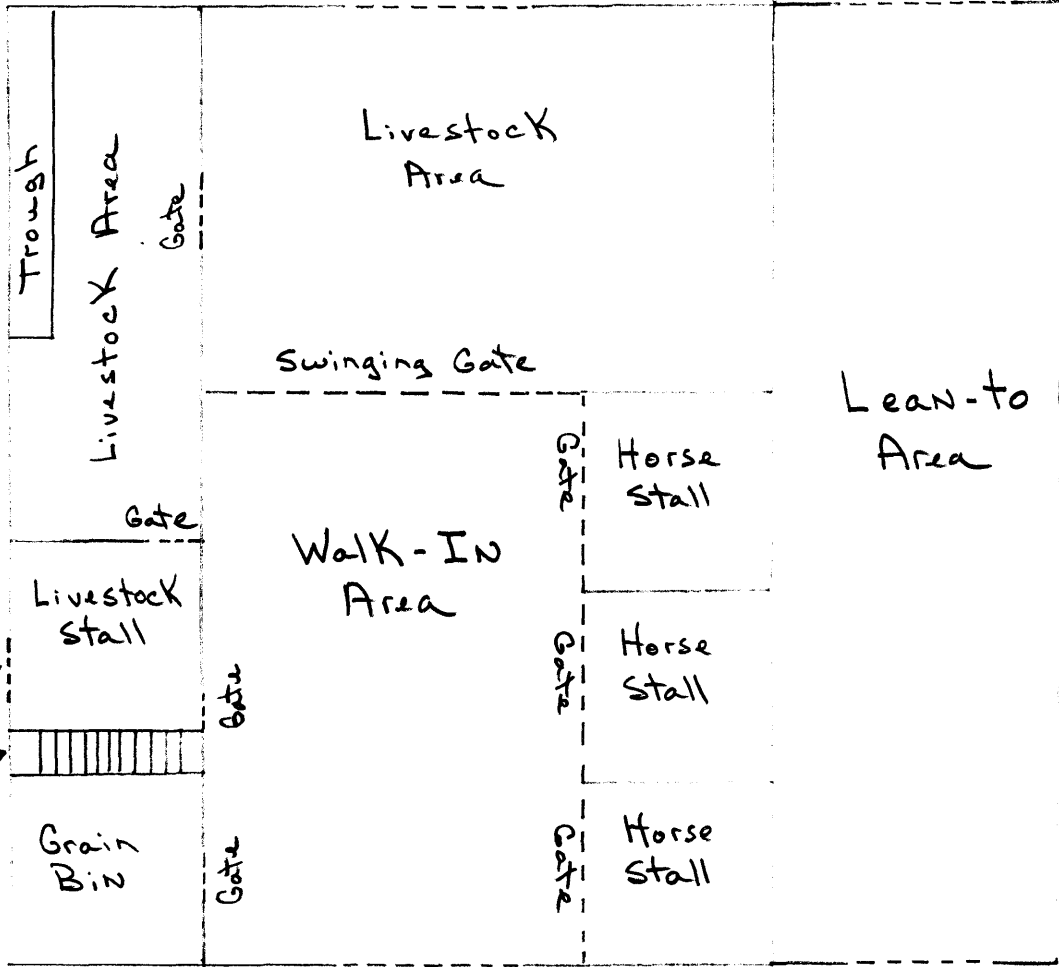 Trough
Livestock Area
Gate
Livestock
Area
Swinging Gate
Lean-to
Area
Gate
Horse
Stall
Gate
Walk-In
Area
Livestock
Stall
Gate
Horse
Stall
Gate
Grain
Bin
Gate
Gate
Horse
Stall